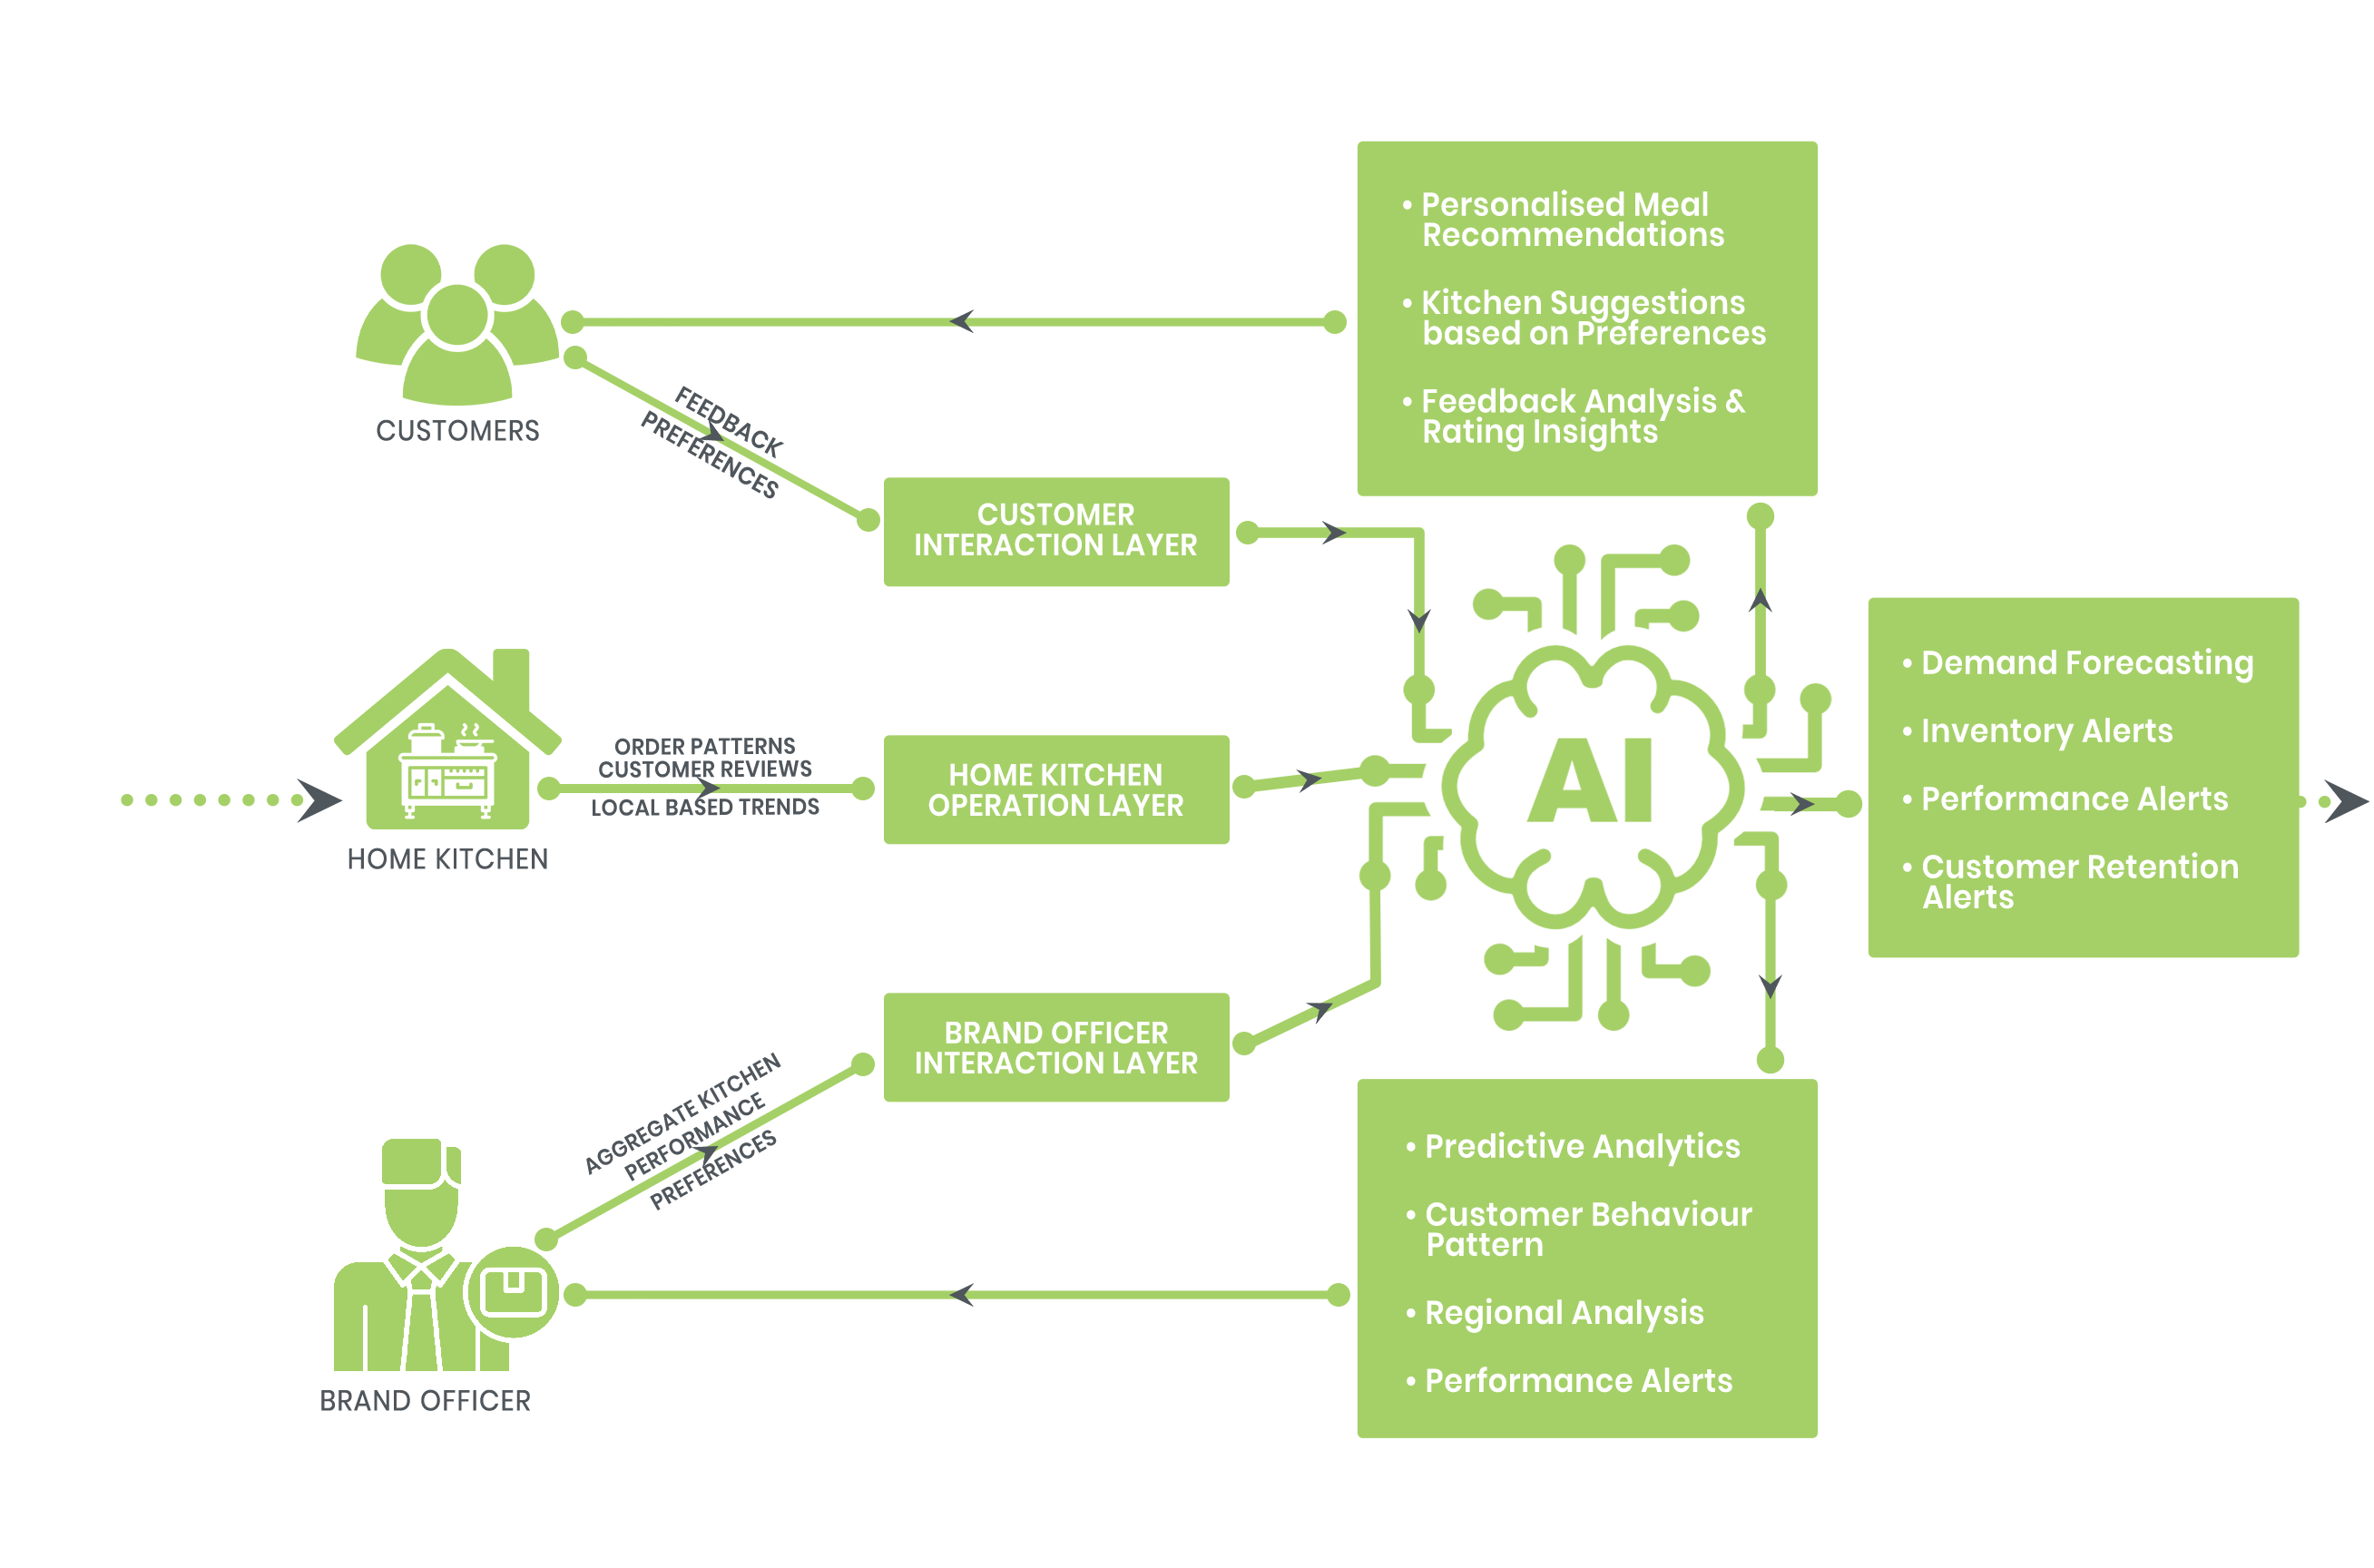 • Personalised Meal
Recommendations
• Kitchen Suggestions
based on Preferences
• Feedback Analysis &
Rating Insights
CUSTOMERS
FEEDBACK
PREFERENCES
CUSTOMER
INTERACTION LAYER
HOME KITCHEN
ORDER PATTERNS
CUSTOMER REVIEWS
LOCAL BASED TRENDS
HOME KITCHEN
OPERATION LAYER
AI
• Demand Forecasting
• Inventory Alerts
• Performance Alerts
• Customer Retention
Alerts
BRAND OFFICER
AGGREGATE KITCHEN
PERFORMANCE
PREFERENCES
BRAND OFFICER
INTERACTION LAYER
• Predictive Analytics
• Customer Behaviour
Pattern
• Regional Analysis
• Performance Alerts